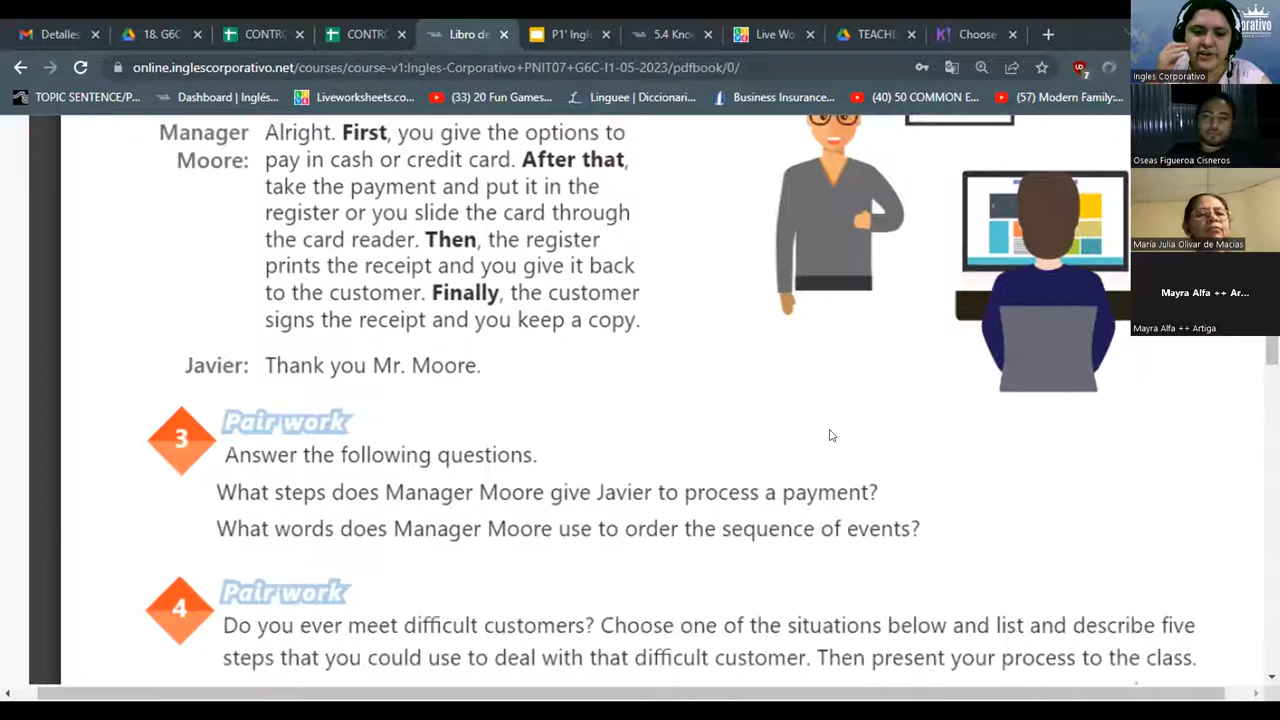 Detalles
18. G6C
CONTRC
CONTRC
Libro de
P1' Ingle
5.4 Kno
Live Wo
TEACHE
Choose
online.inglescorporativo.net/courses/course-v1:Ingles-Corporativo+PNIT07+G6C-I1-05-2023/pdfbook/0/
7
TOPIC SENTENCE/P...
Dashboard | Inglés...
Liveworksheets.co...
(33) 20 Fun Games...
Linguee | Diccionari...
Business Insurance...
(40) 50 COMMON E...
(57) Modern Family:...
Ingles Corporativo
Oseas Figueroa Cisneros
María Julia Olivar de Macias
Mayra Alfa ++ Ar...
Mayra Alfa ++ Artiga
Manager Alright. First, you give the options to
Moore: pay in cash or credit card. After that,
take the payment and put it in the
register or you slide the card through
the card reader. Then, the register
prints the receipt and you give it back
to the customer. Finally, the customer
signs the receipt and you keep a copy.
Javier: Thank you Mr. Moore.
3 Pair work
Answer the following questions.
What steps does Manager Moore give Javier to process a payment?
What words does Manager Moore use to order the sequence of events?
4 Pair work
Do you ever meet difficult customers? Choose one of the situations below and list and describe five
steps that you could use to deal with that difficult customer. Then present your process to the class.